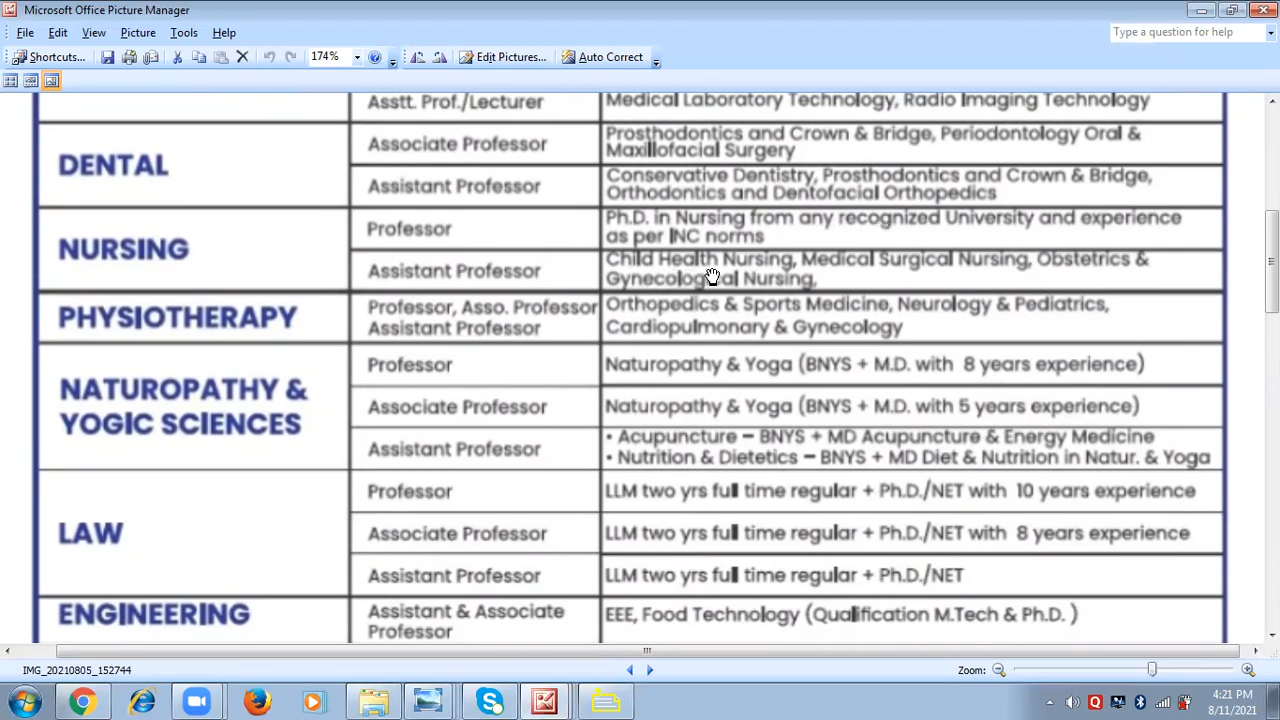 Microsoft Office Picture Manager
File Edit View Picture Tools Help
Type a question for help
Shortcuts... 174% Edit Pictures... Auto Correct
Asstt. Prof./Lecturer
Medical Laboratory Technology, Radio Imaging Technology
DENTAL
Associate Professor
Prosthodontics and Crown & Bridge, Periodontology Oral &
Maxillofacial Surgery
Assistant Professor
Conservative Dentistry, Prosthodontics and Crown & Bridge,
Orthodontics and Dentofacial Orthopedics
NURSING
Professor
Ph.D. in Nursing from any recognized University and experience
as per INC norms
Assistant Professor
Child Health Nursing, Medical Surgical Nursing, Obstetrics &
Gynecological Nursing,
PHYSIOTHERAPY
Professor, Asso. Professor
Assistant Professor
Orthopedics & Sports Medicine, Neurology & Pediatrics,
Cardiopulmonary & Gynecology
NATUROPATHY &
YOGIC SCIENCES
Professor
Naturopathy & Yoga (BNYS + M.D. with 8 years experience)
Associate Professor
Naturopathy & Yoga (BNYS + M.D. with 5 years experience)
Assistant Professor
• Acupuncture – BNYS + MD Acupuncture & Energy Medicine
• Nutrition & Dietetics – BNYS + MD Diet & Nutrition in Natur. & Yoga
LAW
Professor
LLM two yrs full time regular + Ph.D./NET with 10 years experience
Associate Professor
LLM two yrs full time regular + Ph.D./NET with 8 years experience
Assistant Professor
LLM two yrs full time regular + Ph.D./NET
ENGINEERING
Assistant & Associate
Professor
EEE, Food Technology (Qualification M.Tech & Ph.D. )
IMG_20210805_152744
Zoom:
4:21 PM
8/11/2021